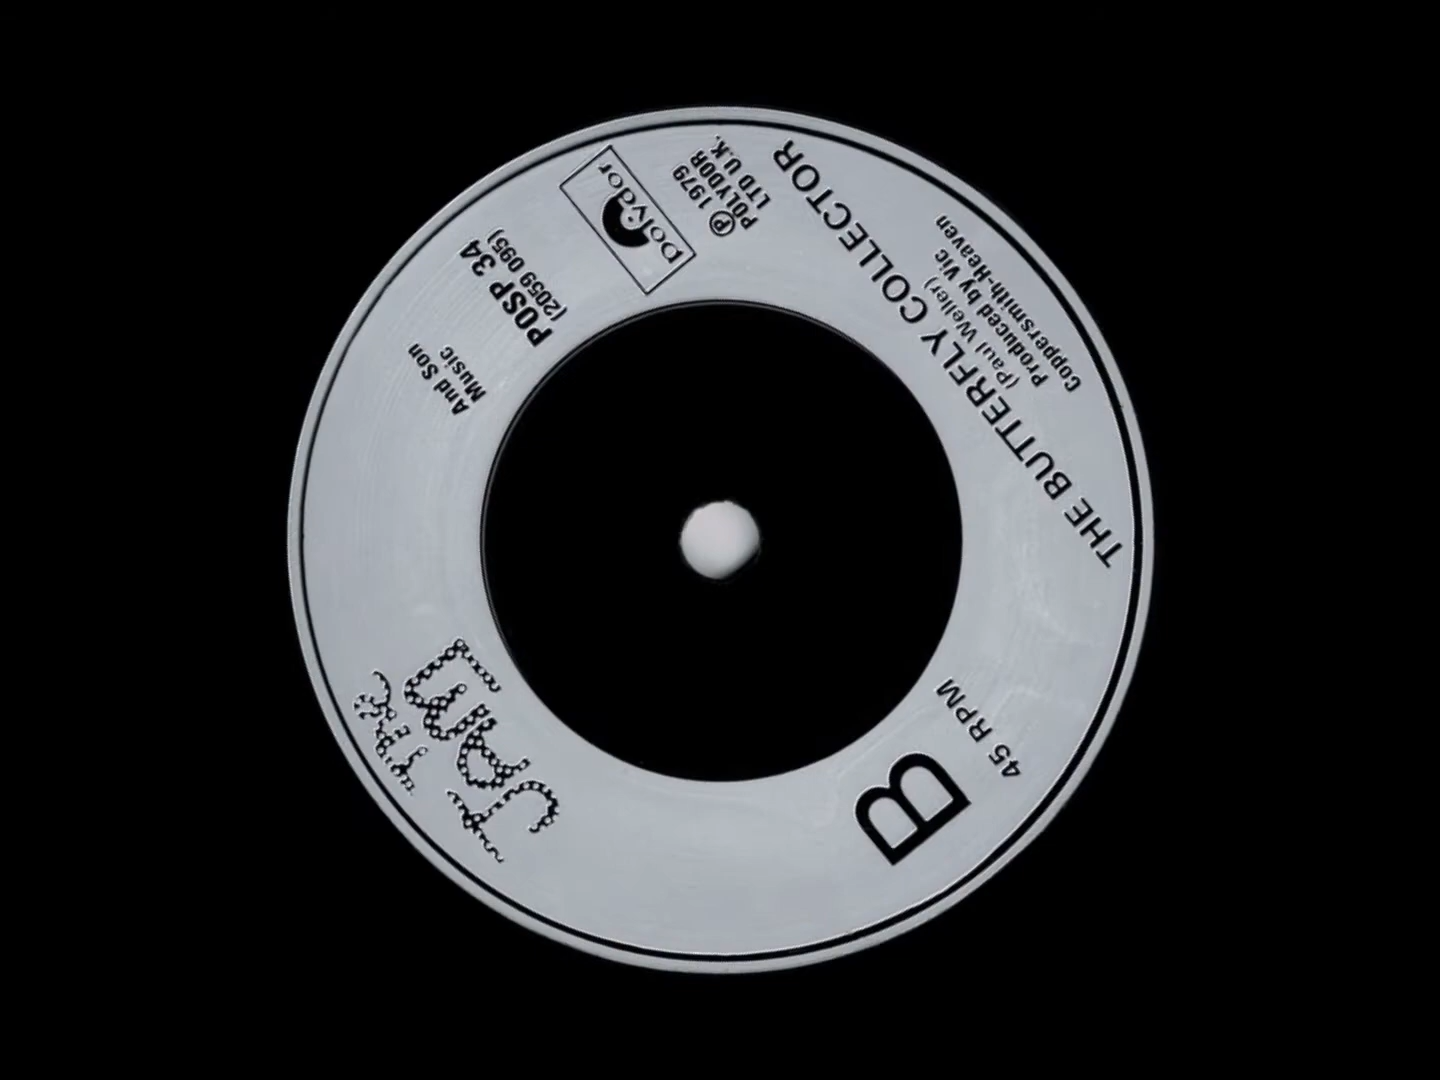 THE BUTTERFLY COLLECTOR
(Paul Weller)
Produced by Vic
Coppersmith-Heaven
45 RPM
B
℗ 1979
POLYDOR
LTD U.K.
polydor
POSP 34
(2059 095)
And Son
Music
THE
JAM